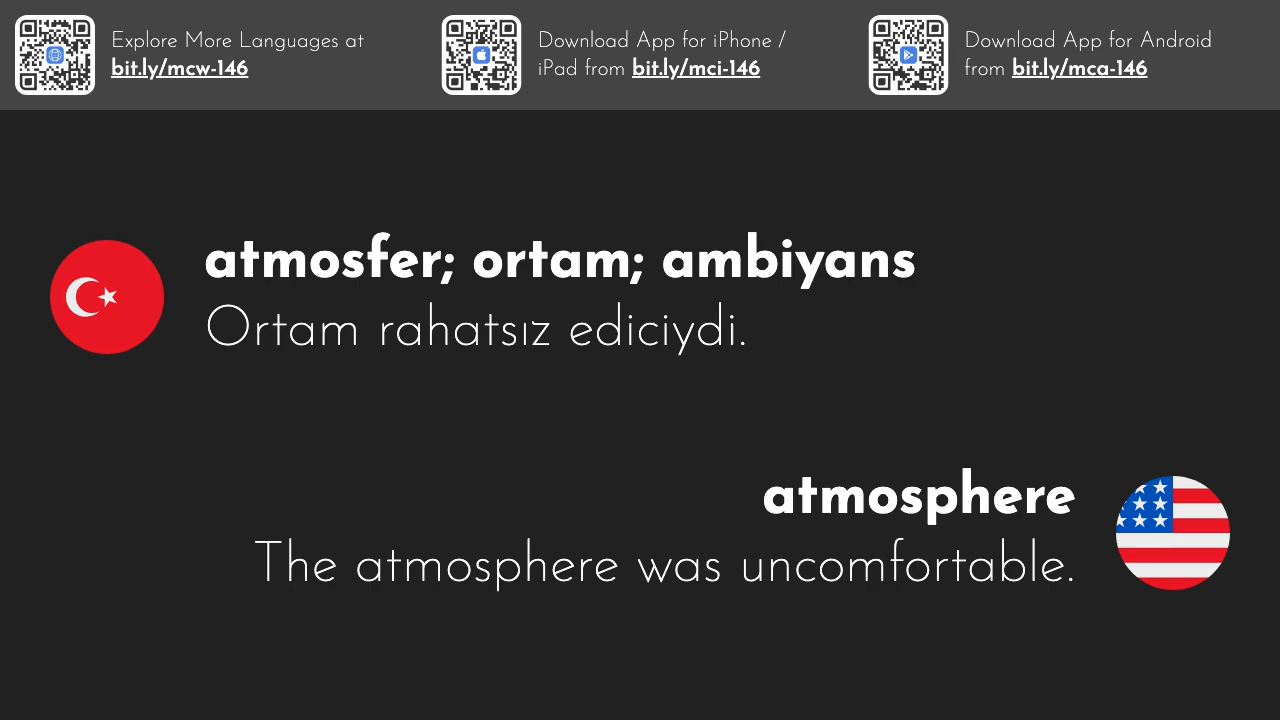 Explore More Languages at
bit.ly/mcw-146
Download App for iPhone /
iPad from bit.ly/mci-146
Download App for Android
from bit.ly/mca-146
atmosfer; ortam; ambiyans
Ortam rahatsız ediciydi.
atmosphere
The atmosphere was uncomfortable.